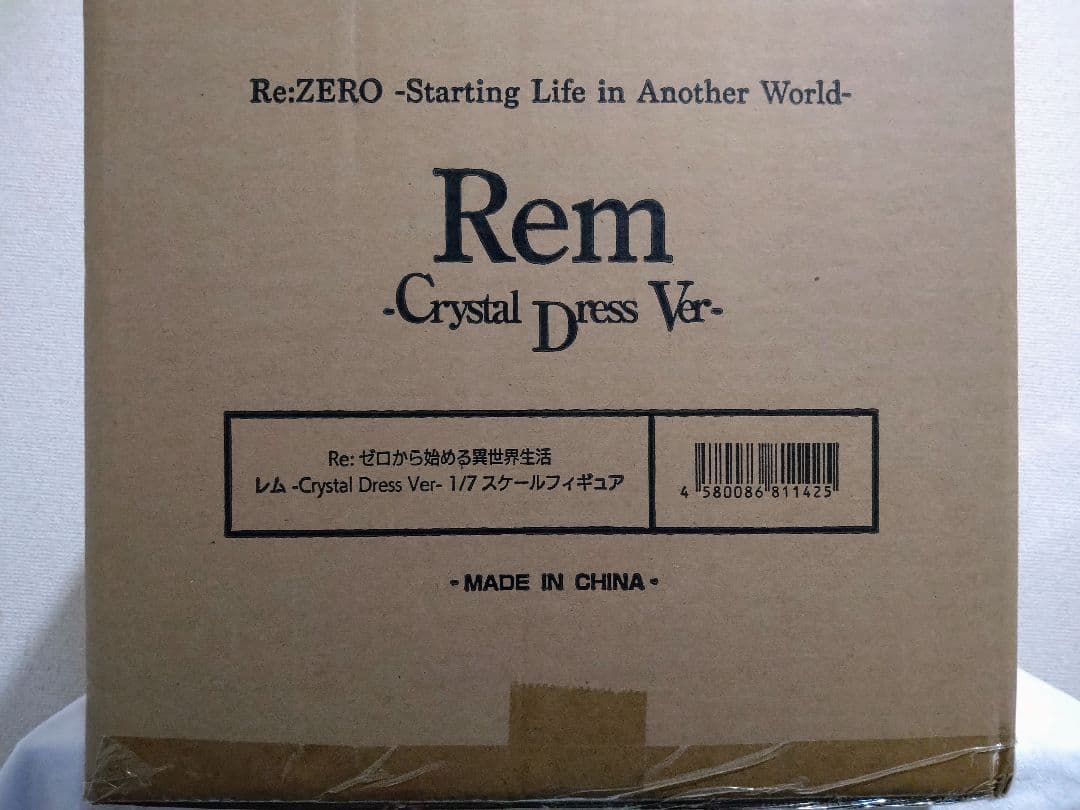 Re:ZERO -Starting Life in Another World-
Rem
-Crystal Dress Ver-
Re: ゼロから始める異世界生活
レム -Crystal Dress Ver- 1/7 スケールフィギュア
4 580086 811425
-MADE IN CHINA-